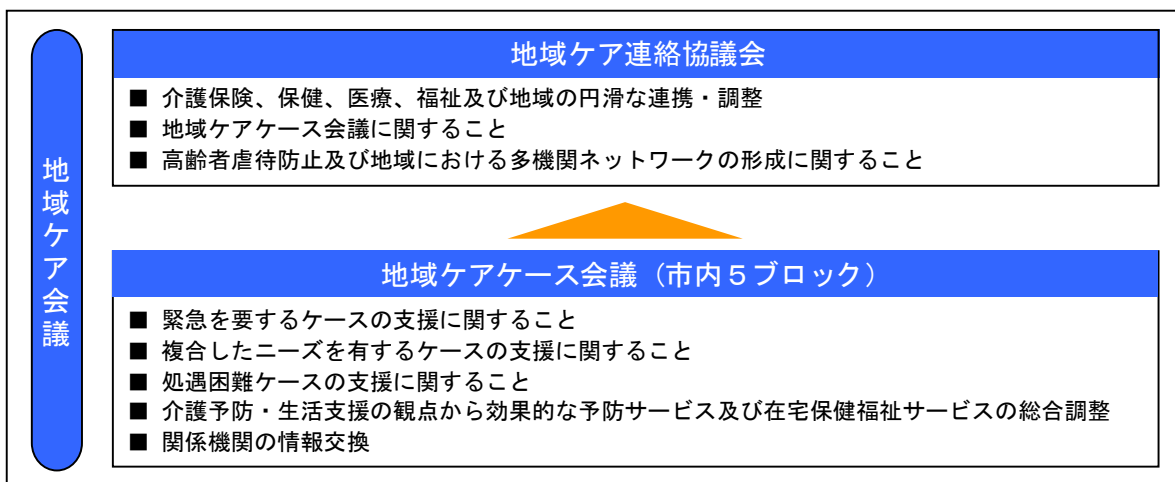 地域ケア会議
地域ケア連絡協議会
■ 介護保険、保健、医療、福祉及び地域の円滑な連携・調整
■ 地域ケアケース会議に関すること
■ 高齢者虐待防止及び地域における多機関ネットワークの形成に関すること
地域ケアケース会議（市内５ブロック）
■ 緊急を要するケースの支援に関すること
■ 複合したニーズを有するケースの支援に関すること
■ 処遇困難ケースの支援に関すること
■ 介護予防・生活支援の観点から効果的な予防サービス及び在宅保健福祉サービスの総合調整
■ 関係機関の情報交換